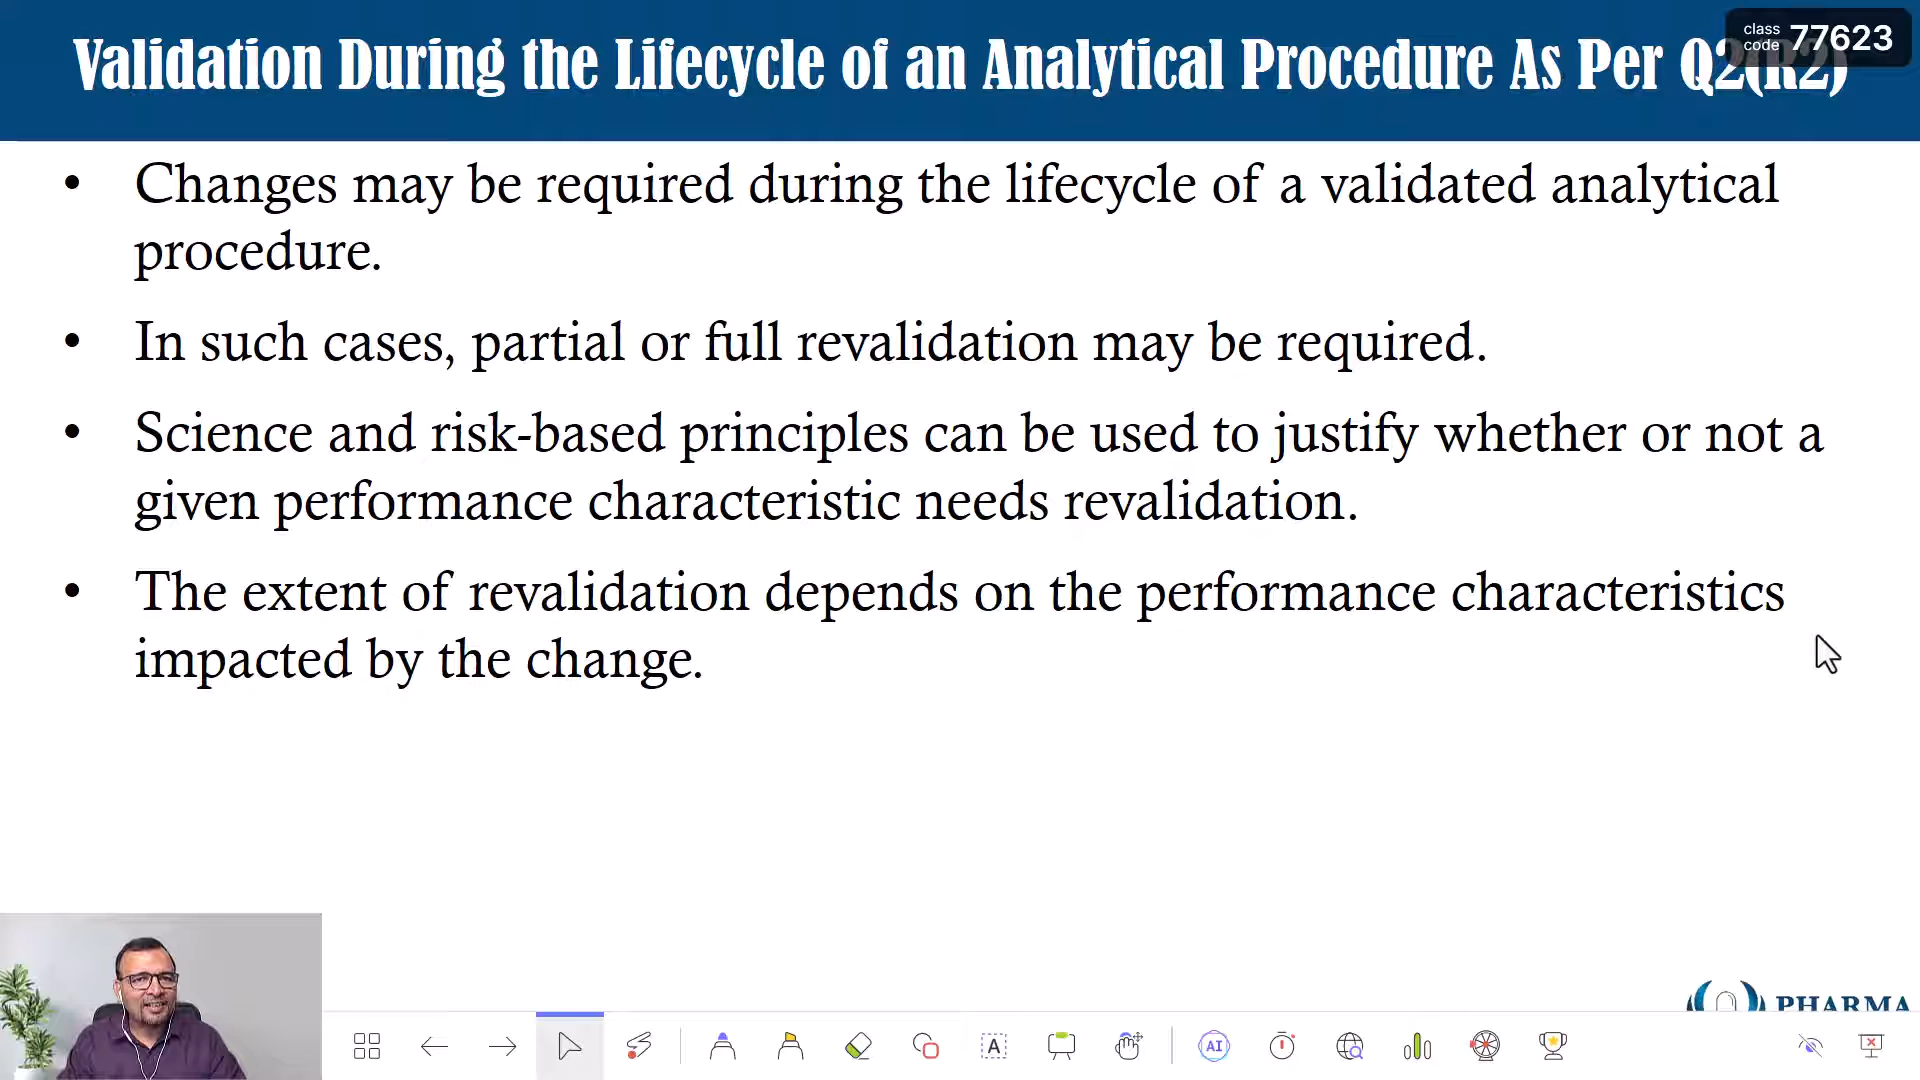 Validation During the Lifecycle of an Analytical Procedure As Per Q2(R2)
class
code 77623
• Changes may be required during the lifecycle of a validated analytical
procedure.
• In such cases, partial or full revalidation may be required.
• Science and risk-based principles can be used to justify whether or not a
given performance characteristic needs revalidation.
• The extent of revalidation depends on the performance characteristics
impacted by the change.
PHARMA
A
AI